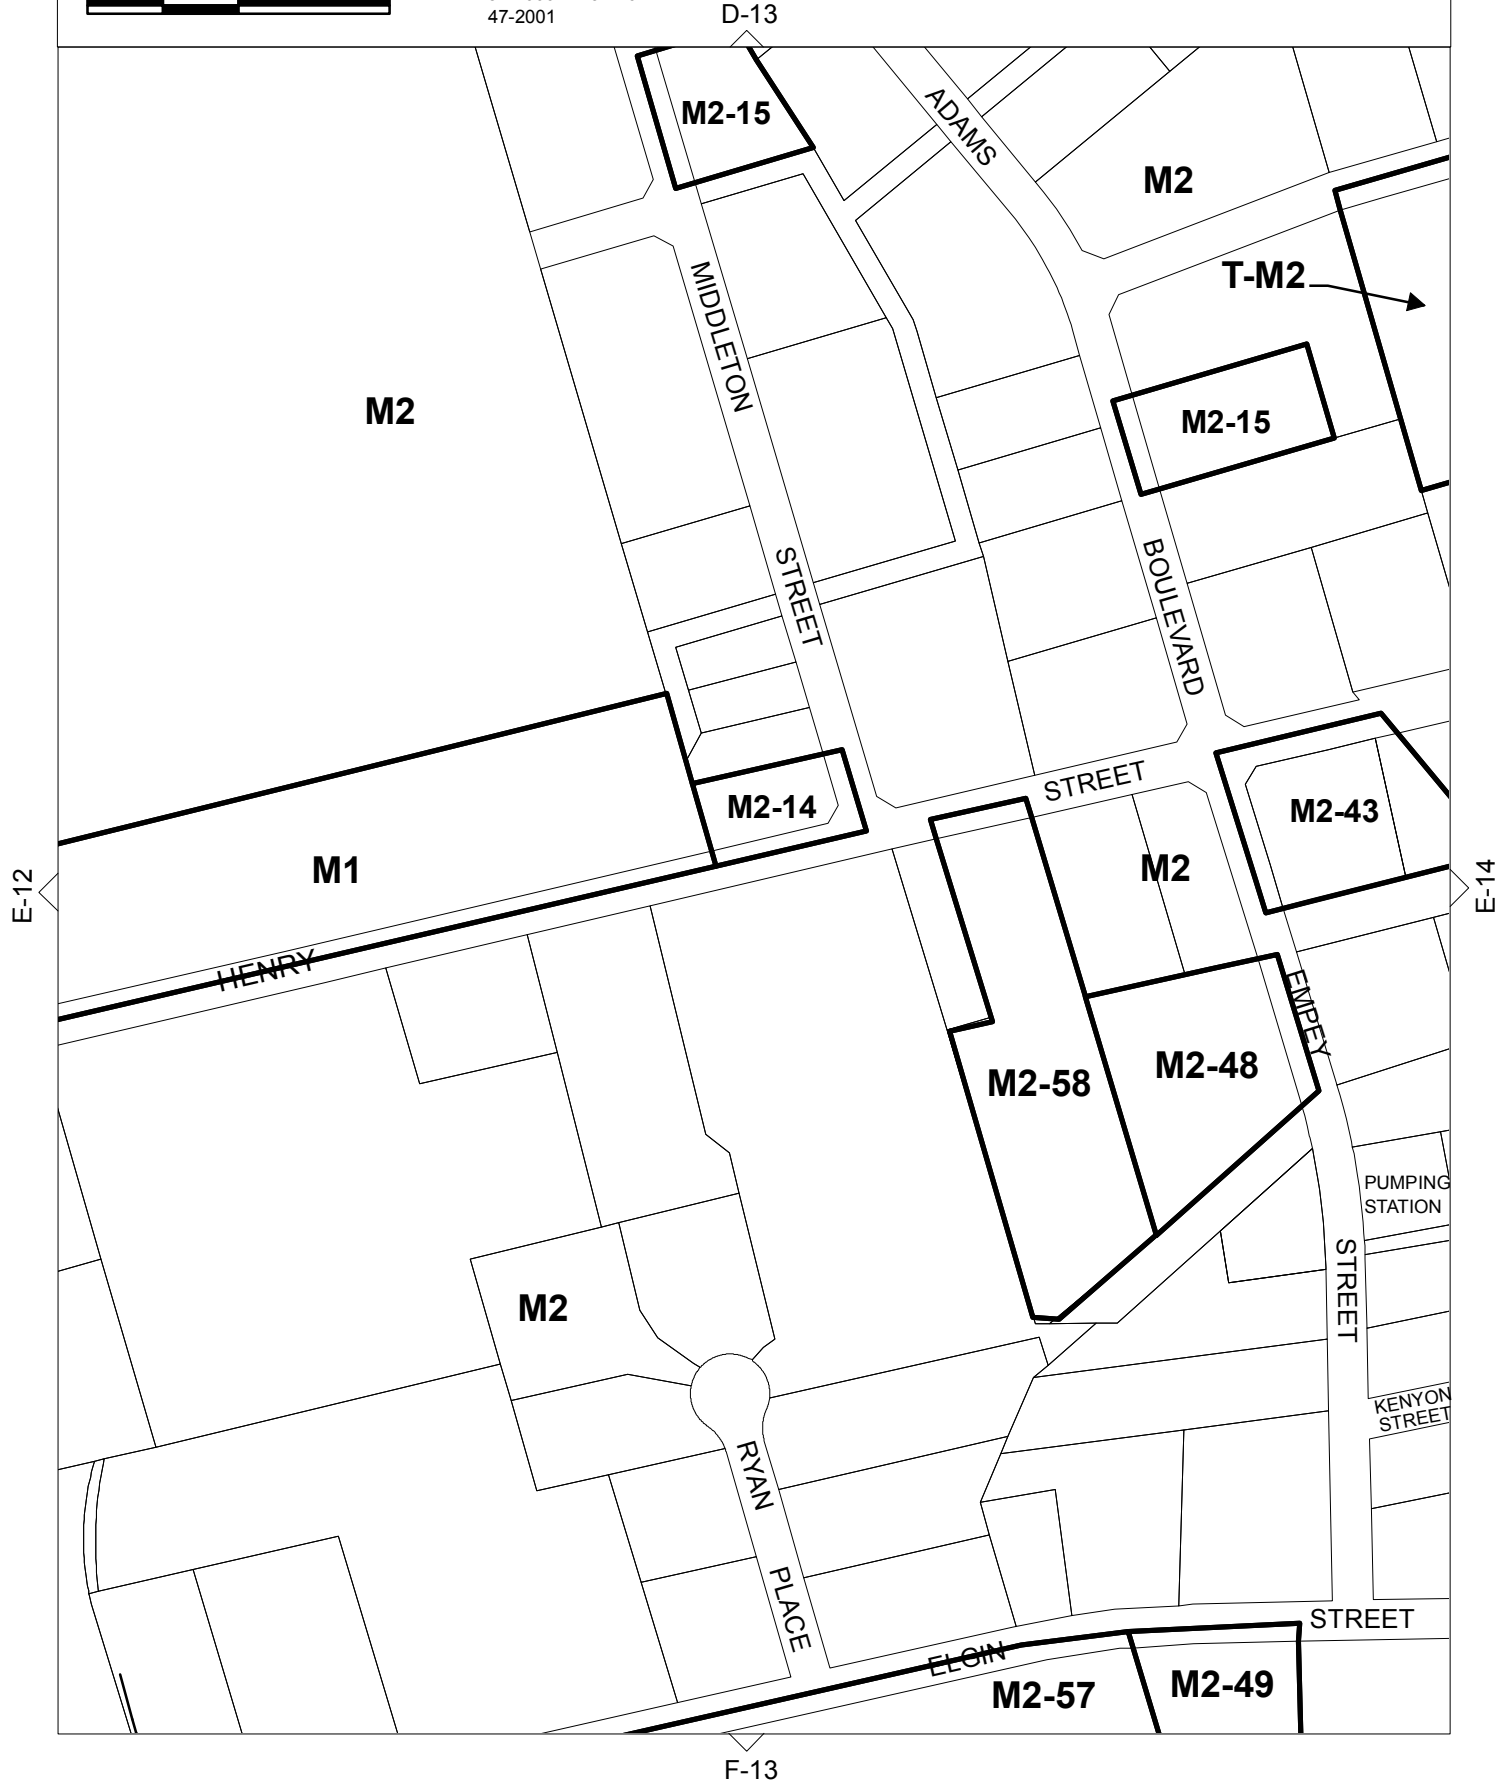 47-2001
D-13
M2-15
ADAMS
M2
T-M2
MIDDLETON
M2
M2-15
STREET
BOULEVARD
STREET
M2-14
M2-43
M1
M2
E-12
E-14
HENRY
EMPEY
M2-58
M2-48
PUMPING
STATION
STREET
M2
KENYON
STREET
RYAN
PLACE
STREET
ELGIN
M2-57
M2-49
F-13